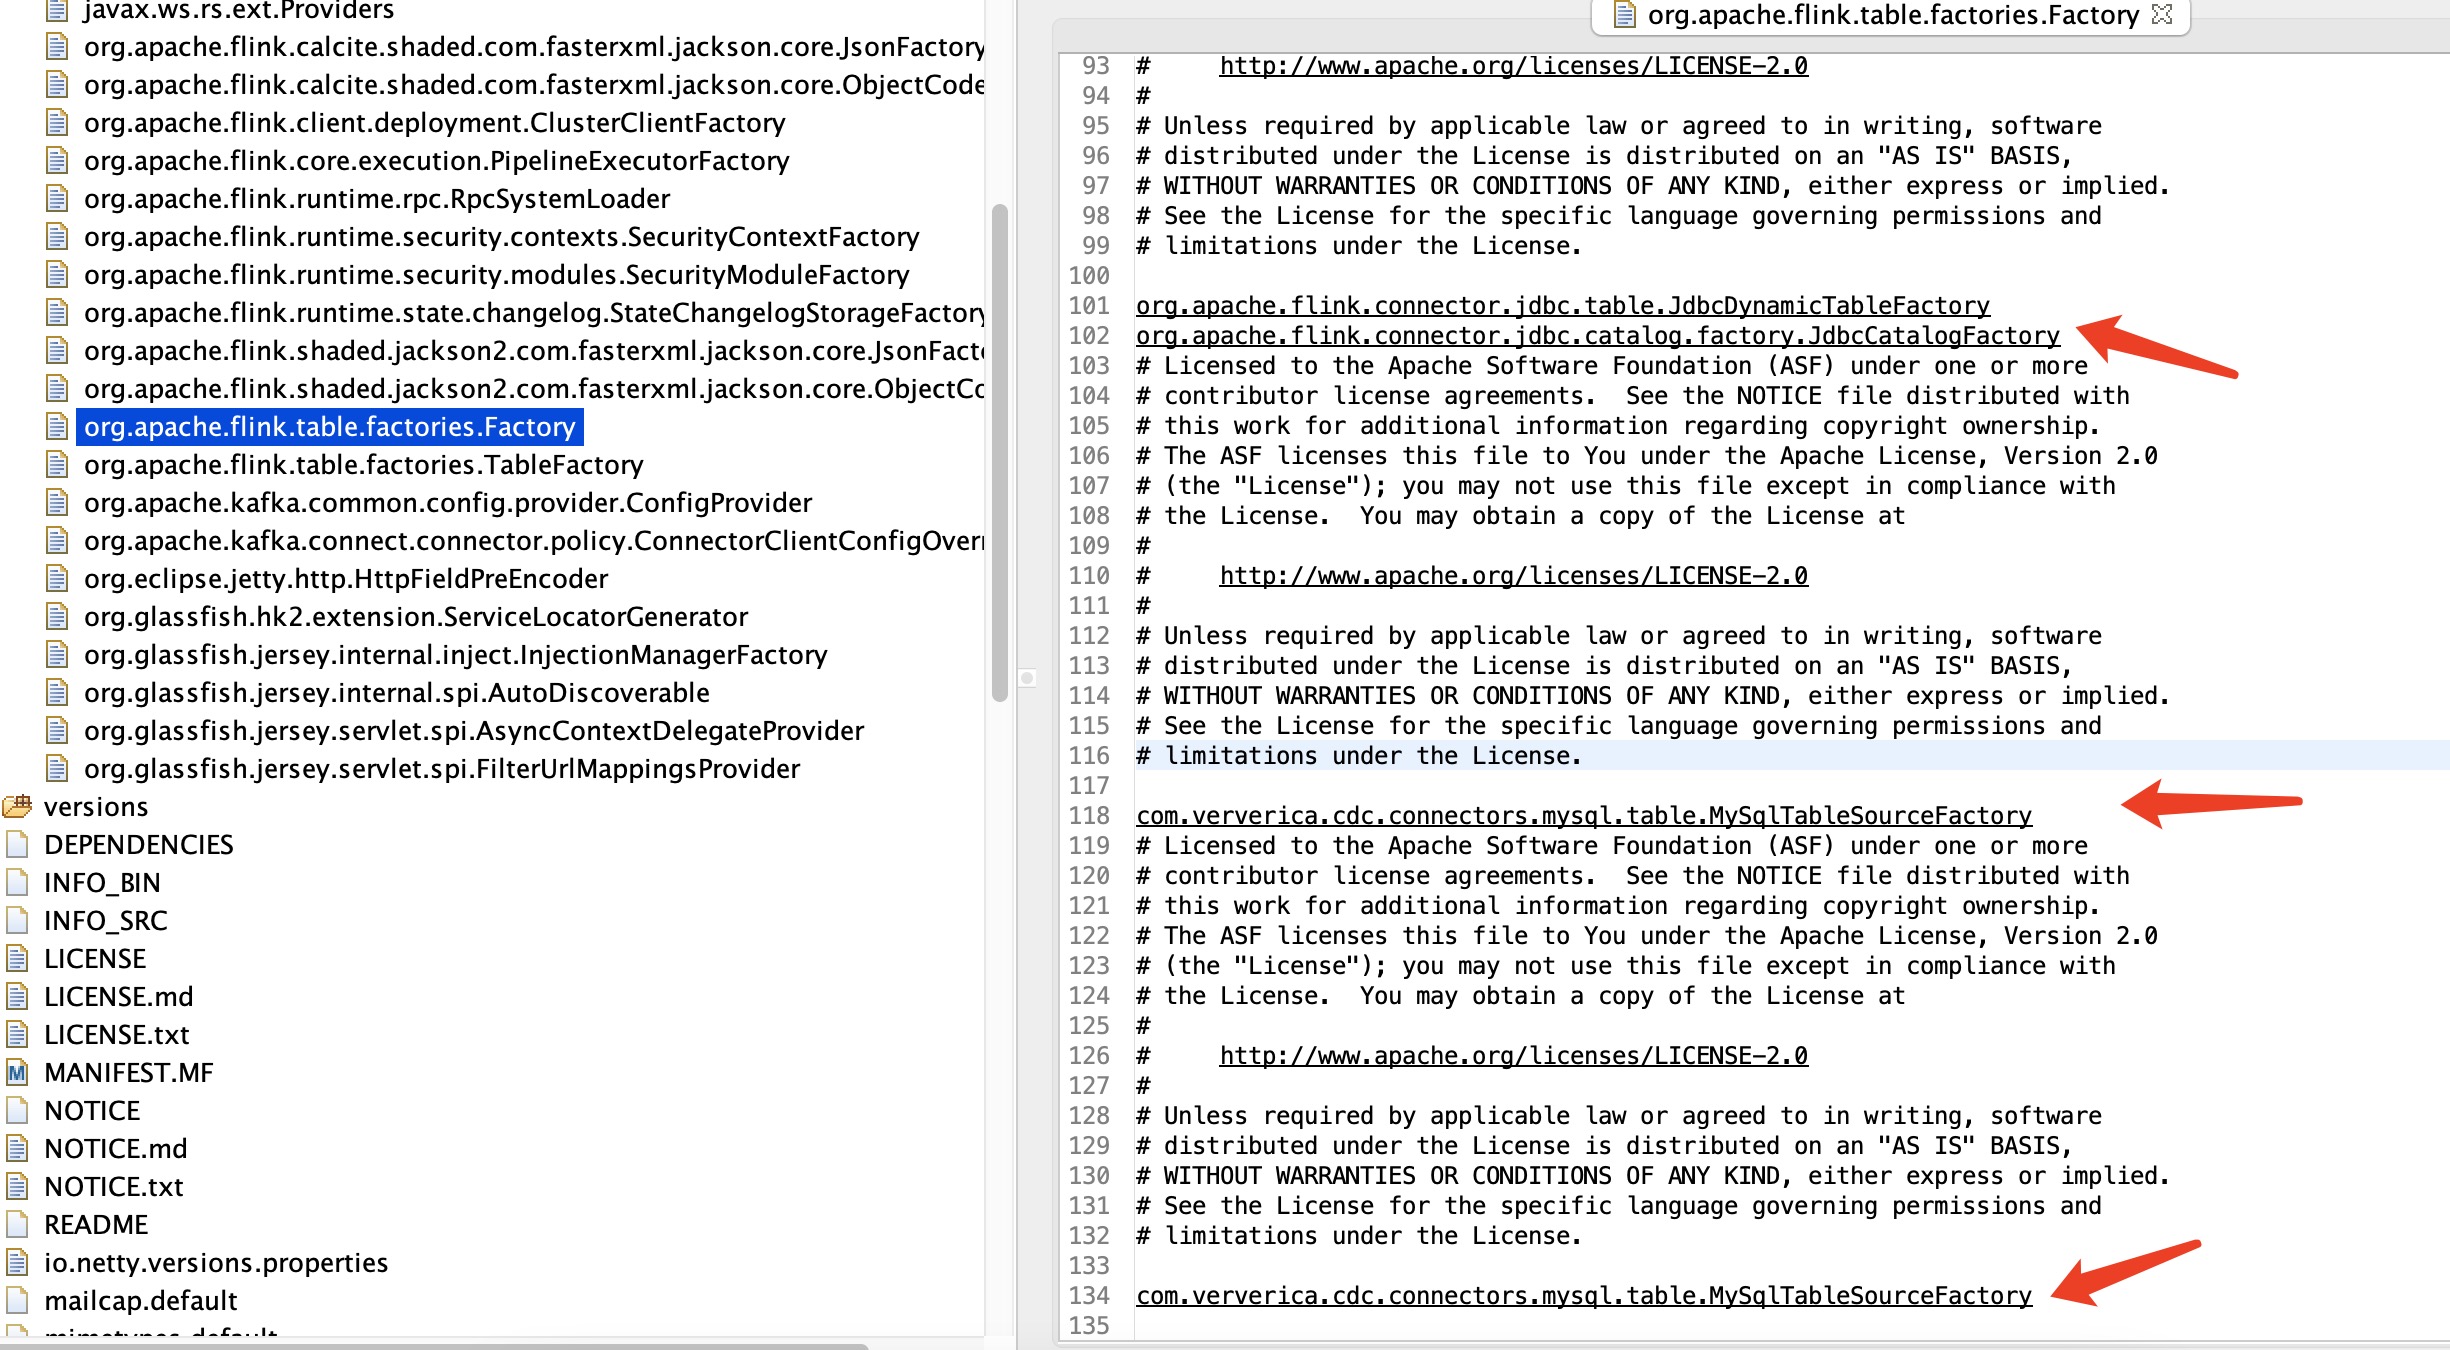 javax.ws.rs.ext.Providers
org.apache.flink.calcite.shaded.com.fasterxml.jackson.core.JsonFactory
org.apache.flink.calcite.shaded.com.fasterxml.jackson.core.ObjectCode
org.apache.flink.client.deployment.ClusterClientFactory
org.apache.flink.core.execution.PipelineExecutorFactory
org.apache.flink.runtime.rpc.RpcSystemLoader
org.apache.flink.runtime.security.contexts.SecurityContextFactory
org.apache.flink.runtime.security.modules.SecurityModuleFactory
org.apache.flink.runtime.state.changelog.StateChangelogStorageFactory
org.apache.flink.shaded.jackson2.com.fasterxml.jackson.core.JsonFact
org.apache.flink.shaded.jackson2.com.fasterxml.jackson.core.ObjectCo
org.apache.flink.table.factories.Factory
org.apache.flink.table.factories.TableFactory
org.apache.kafka.common.config.provider.ConfigProvider
org.apache.kafka.connect.connector.policy.ConnectorClientConfigOverr
org.eclipse.jetty.http.HttpFieldPreEncoder
org.glassfish.hk2.extension.ServiceLocatorGenerator
org.glassfish.jersey.internal.inject.InjectionManagerFactory
org.glassfish.jersey.internal.spi.AutoDiscoverable
org.glassfish.jersey.servlet.spi.AsyncContextDelegateProvider
org.glassfish.jersey.servlet.spi.FilterUrlMappingsProvider
versions
DEPENDENCIES
INFO_BIN
INFO_SRC
LICENSE
LICENSE.md
LICENSE.txt
MANIFEST.MF
NOTICE
NOTICE.md
NOTICE.txt
README
io.netty.versions.properties
mailcap.default
mimetypes.default
org.apache.flink.table.factories.Factory
93 #     http://www.apache.org/licenses/LICENSE-2.0
94 #
95 # Unless required by applicable law or agreed to in writing, software
96 # distributed under the License is distributed on an "AS IS" BASIS,
97 # WITHOUT WARRANTIES OR CONDITIONS OF ANY KIND, either express or implied.
98 # See the License for the specific language governing permissions and
99 # limitations under the License.
100
101 org.apache.flink.connector.jdbc.table.JdbcDynamicTableFactory
102 org.apache.flink.connector.jdbc.catalog.factory.JdbcCatalogFactory
103 # Licensed to the Apache Software Foundation (ASF) under one or more
104 # contributor license agreements.  See the NOTICE file distributed with
105 # this work for additional information regarding copyright ownership.
106 # The ASF licenses this file to You under the Apache License, Version 2.0
107 # (the "License"); you may not use this file except in compliance with
108 # the License.  You may obtain a copy of the License at
109 #
110 #     http://www.apache.org/licenses/LICENSE-2.0
111 #
112 # Unless required by applicable law or agreed to in writing, software
113 # distributed under the License is distributed on an "AS IS" BASIS,
114 # WITHOUT WARRANTIES OR CONDITIONS OF ANY KIND, either express or implied.
115 # See the License for the specific language governing permissions and
116 # limitations under the License.
117
118 com.ververica.cdc.connectors.mysql.table.MySqlTableSourceFactory
119 # Licensed to the Apache Software Foundation (ASF) under one or more
120 # contributor license agreements.  See the NOTICE file distributed with
121 # this work for additional information regarding copyright ownership.
122 # The ASF licenses this file to You under the Apache License, Version 2.0
123 # (the "License"); you may not use this file except in compliance with
124 # the License.  You may obtain a copy of the License at
125 #
126 #     http://www.apache.org/licenses/LICENSE-2.0
127 #
128 # Unless required by applicable law or agreed to in writing, software
129 # distributed under the License is distributed on an "AS IS" BASIS,
130 # WITHOUT WARRANTIES OR CONDITIONS OF ANY KIND, either express or implied.
131 # See the License for the specific language governing permissions and
132 # limitations under the License.
133
134 com.ververica.cdc.connectors.mysql.table.MySqlTableSourceFactory
135